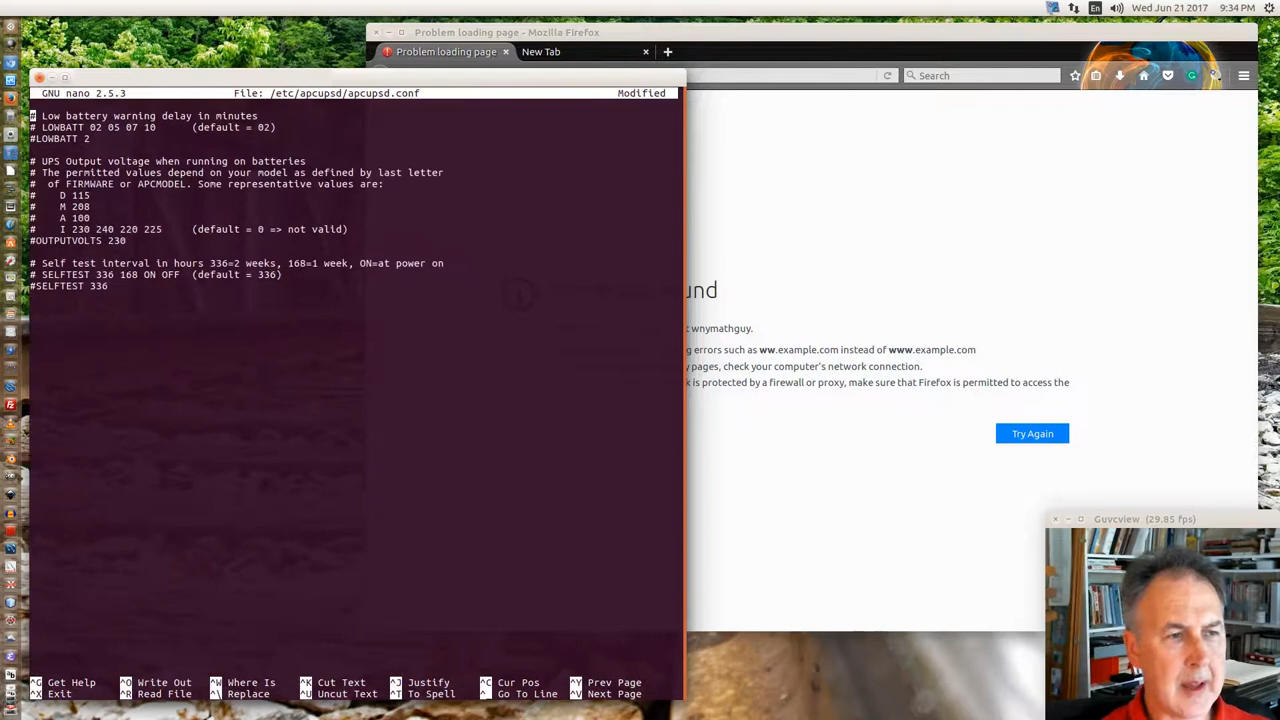 En
Wed Jun 21 2017
9:34 PM
Problem loading page - Mozilla Firefox
Problem loading page
New Tab
Search
GNU nano 2.5.3 File: /etc/apcupsd/apcupsd.conf Modified
# Low battery warning delay in minutes
# LOWBATT 02 05 07 10 (default = 02)
#LOWBATT 2
# UPS Output voltage when running on batteries
# The permitted values depend on your model as defined by last letter
# of FIRMWARE or APCMODEL. Some representative values are:
# D 115
# M 208
# A 100
# I 230 240 220 225 (default = 0 => not valid)
#OUTPUTVOLTS 230
# Self test interval in hours 336=2 weeks, 168=1 week, ON=at power on
# SELFTEST 336 168 ON OFF (default = 336)
#SELFTEST 336
und
t wnymathguy.
g errors such as ww.example.com instead of www.example.com
y pages, check your computer's network connection.
k is protected by a firewall or proxy, make sure that Firefox is permitted to access the
Try Again
Guvcview (29.85 fps)
^G Get Help ^O Write Out ^W Where Is ^K Cut Text ^J Justify ^C Cur Pos ^Y Prev Page
^X Exit ^R Read File ^\ Replace ^U Uncut Text ^T To Spell ^_ Go To Line ^V Next Page